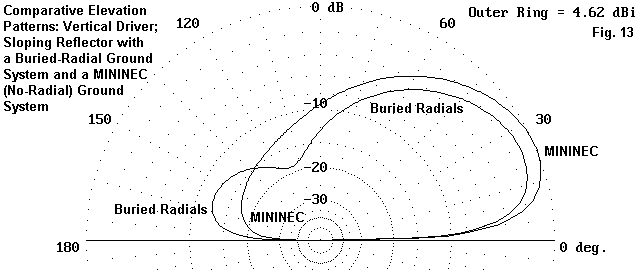 Comparative Elevation
Patterns: Vertical Driver;
Sloping Reflector with
a Buried-Radial Ground
System and a MININEC
(No-Radial) Ground
System
0 dB
Outer Ring = 4.62 dBi
Fig. 13
120
60
150
-10
Buried Radials
30
MININEC
-20
-30
Buried Radials
MININEC
180
0 deg.